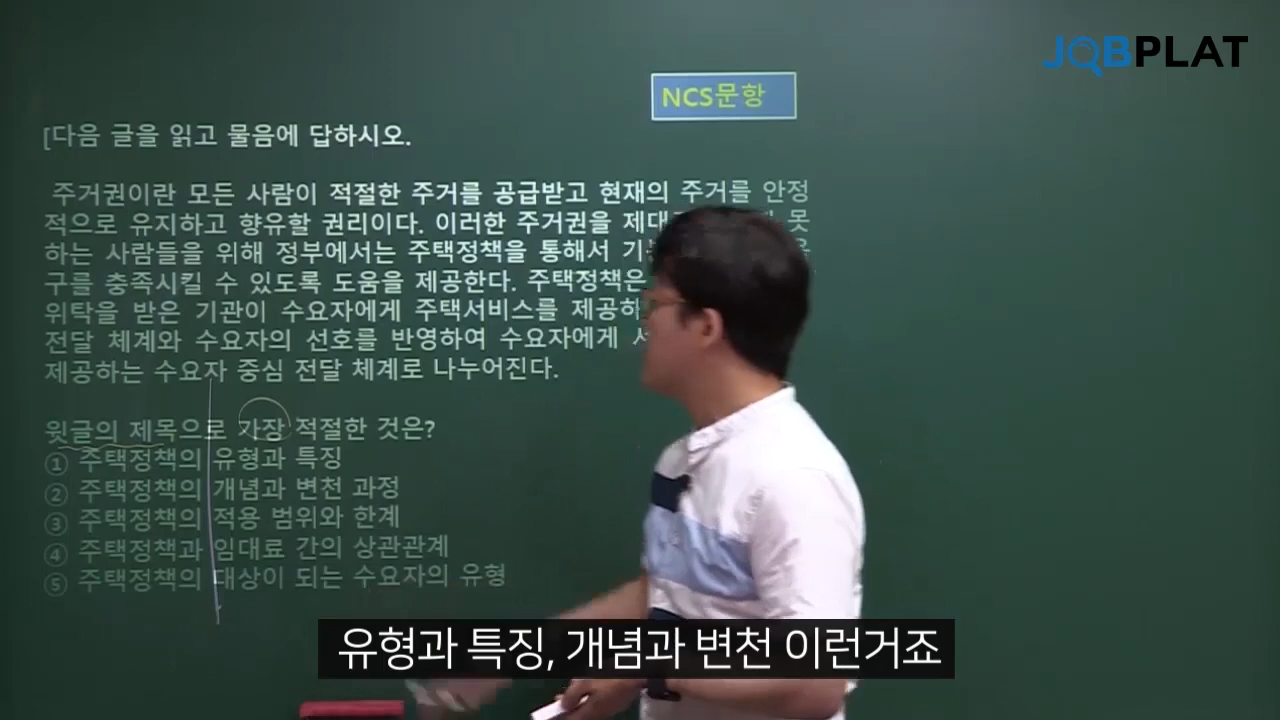 JOBPLAT
NCS문항
[다음 글을 읽고 물음에 답하시오.
주거권이란 모든 사람이 적절한 주거를 공급받고 현재의 주거를 안정
적으로 유지하고 향유할 권리이다. 이러한 주거권을 못
하는 사람들을 위해 정부에서는 주택정책을 통해서
구를 충족시킬 수 있도록 도움을 제공한다. 주택정책은
위탁을 받은 기관이 수요자에게 주택서비스를
전달 체계와 수요자의 선호를 반영하여 수요자에게
제공하는 수요자 중심 전달 체계로 나누어진다.
윗글의 제목으로 가장 적절한 것은?
① 주택정책의 유형과 특징
② 주택정책의 개념과 변천 과정
③ 주택정책의 적용 범위와 한계
④ 주택정책과 임대료 간의 상관관계
⑤ 주택정책의 대상이 되는 수요자의 유형
유형과 특징, 개념과 변천 이런거죠